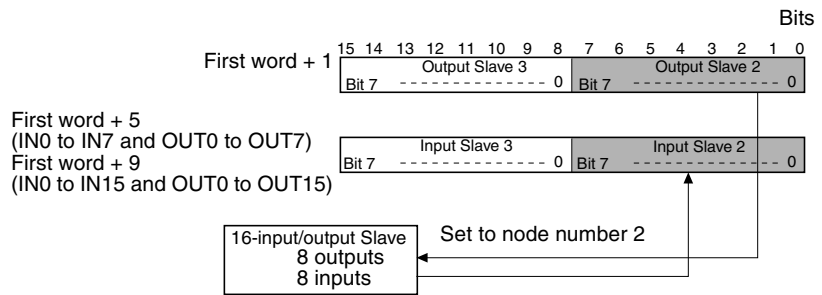 Bits
15 14 13 12 11 10 9 8 7 6 5 4 3 2 1 0
First word + 1
Output Slave 3 Output Slave 2
Bit 7 - - - - - - - - - - - - - - - 0 Bit 7 - - - - - - - - - - - - - - - 0
First word + 5
(IN0 to IN7 and OUT0 to OUT7)
First word + 9
(IN0 to IN15 and OUT0 to OUT15)
Input Slave 3 Input Slave 2
Bit 7 - - - - - - - - - - - - - - - 0 Bit 7 - - - - - - - - - - - - - - - 0
16-input/output Slave
8 outputs
8 inputs
Set to node number 2